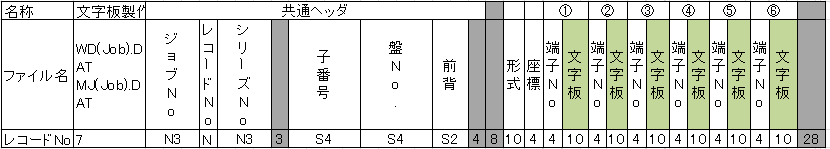 名称 文字板製作 共通ヘッダ ① ② ③ ④ ⑤ ⑥
ファイル名 WD(Job).DAT MJ(Job).DAT ジョブNo レコードNo シリーズNo 子番号 盤No. 前背 形式 座標 端子No 文字板 端子No 文字板 端子No 文字板 端子No 文字板 端子No 文字板 端子No 文字板
レコードNo 7 N3 N N3 3 S4 S4 S2 4 8 10 4 4 10 4 10 4 10 4 10 4 10 4 10 28